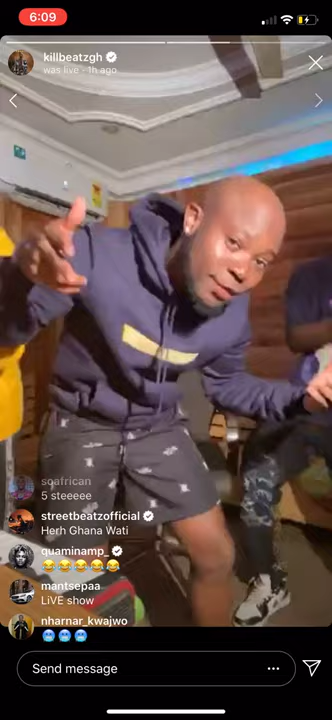 6:09
killbeatzgh
was live · 1h ago
soafrican
5 steeeee
streetbeatzofficial
Herh Ghana Wati
quaminamp_
😂😂😂😂😂
mantsepaa
LiVE show
nharnar_kwajwo
🥶🥶🥶
Send message